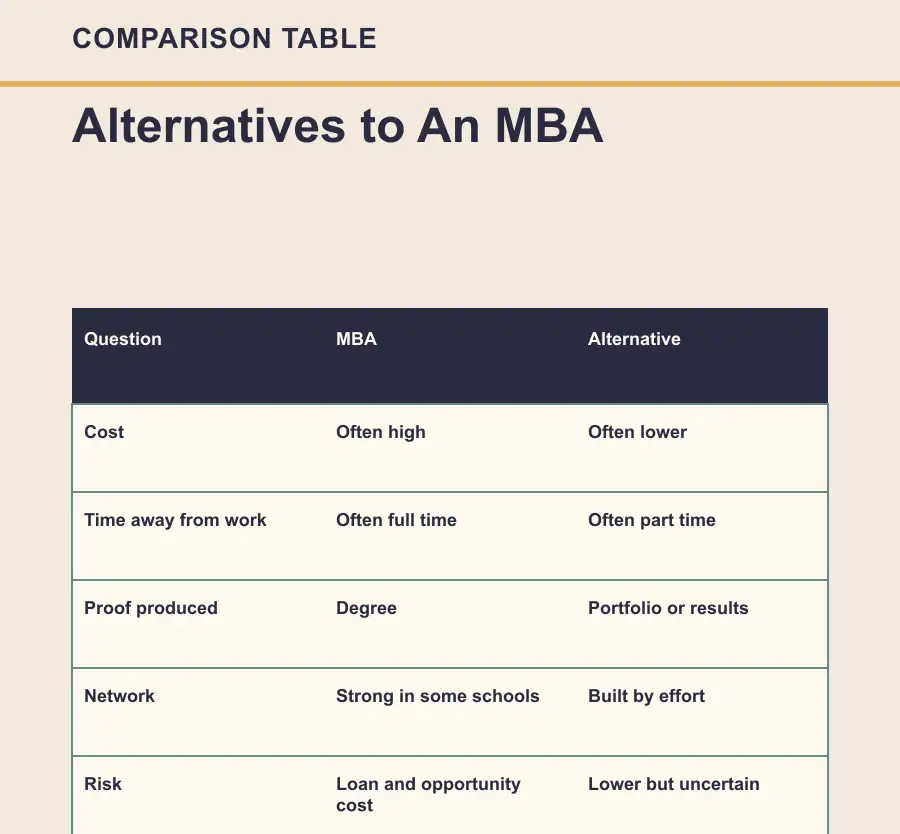 COMPARISON TABLE
Alternatives to An MBA
Question MBA Alternative
Cost Often high Often lower
Time away from work Often full time Often part time
Proof produced Degree Portfolio or results
Network Strong in some schools Built by effort
Risk Loan and opportunity Lower but uncertain
cost